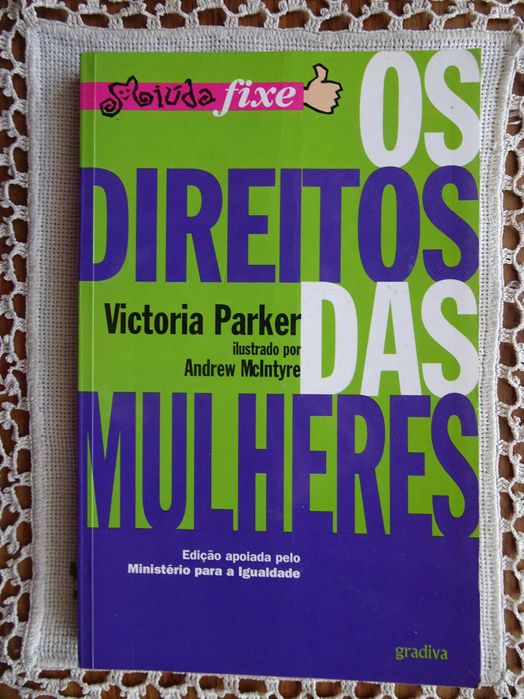 Miúda fixe
OS
DIREITOS
Victoria Parker
ilustrado por
Andrew McIntyre
DAS
MULHERES
Edição apoiada pelo
Ministério para a Igualdade
gradiva